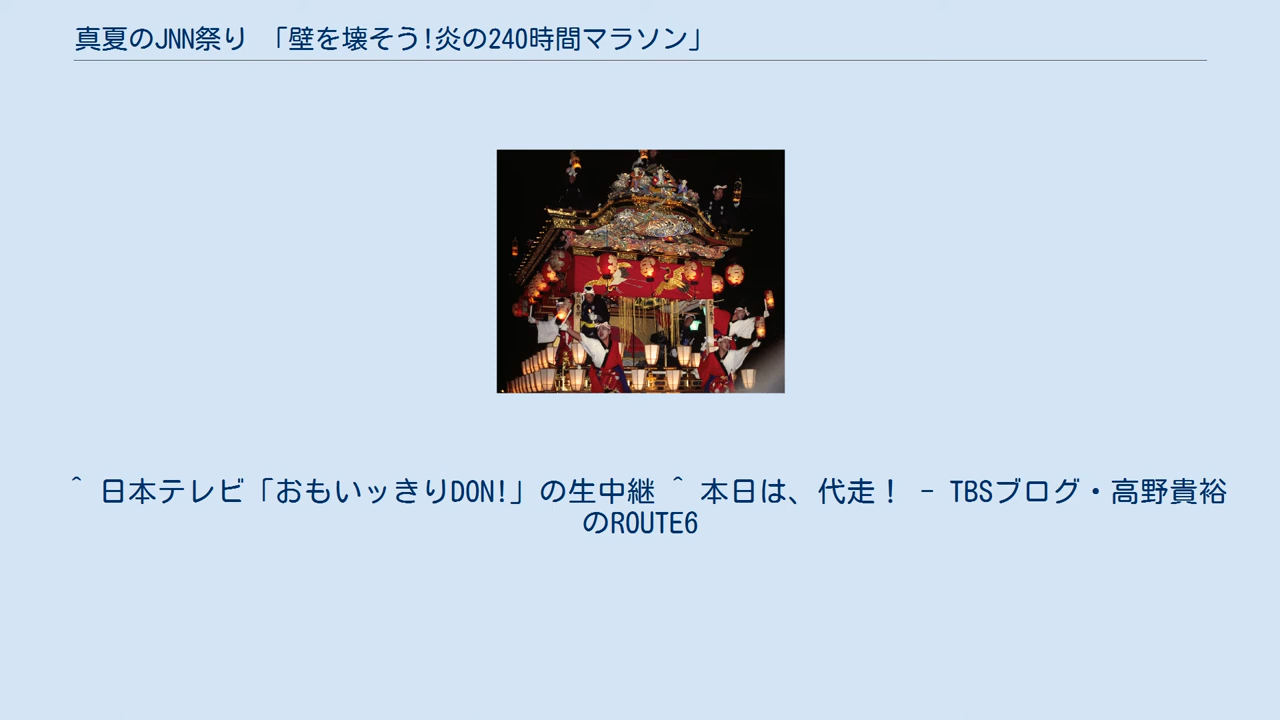 真夏のJNN祭り 「壁を壊そう!炎の240時間マラソン」
^ 日本テレビ「おもいッきりDON!」の生中継 ^ 本日は、代走！ - TBSブログ・高野貴裕
のROUTE6